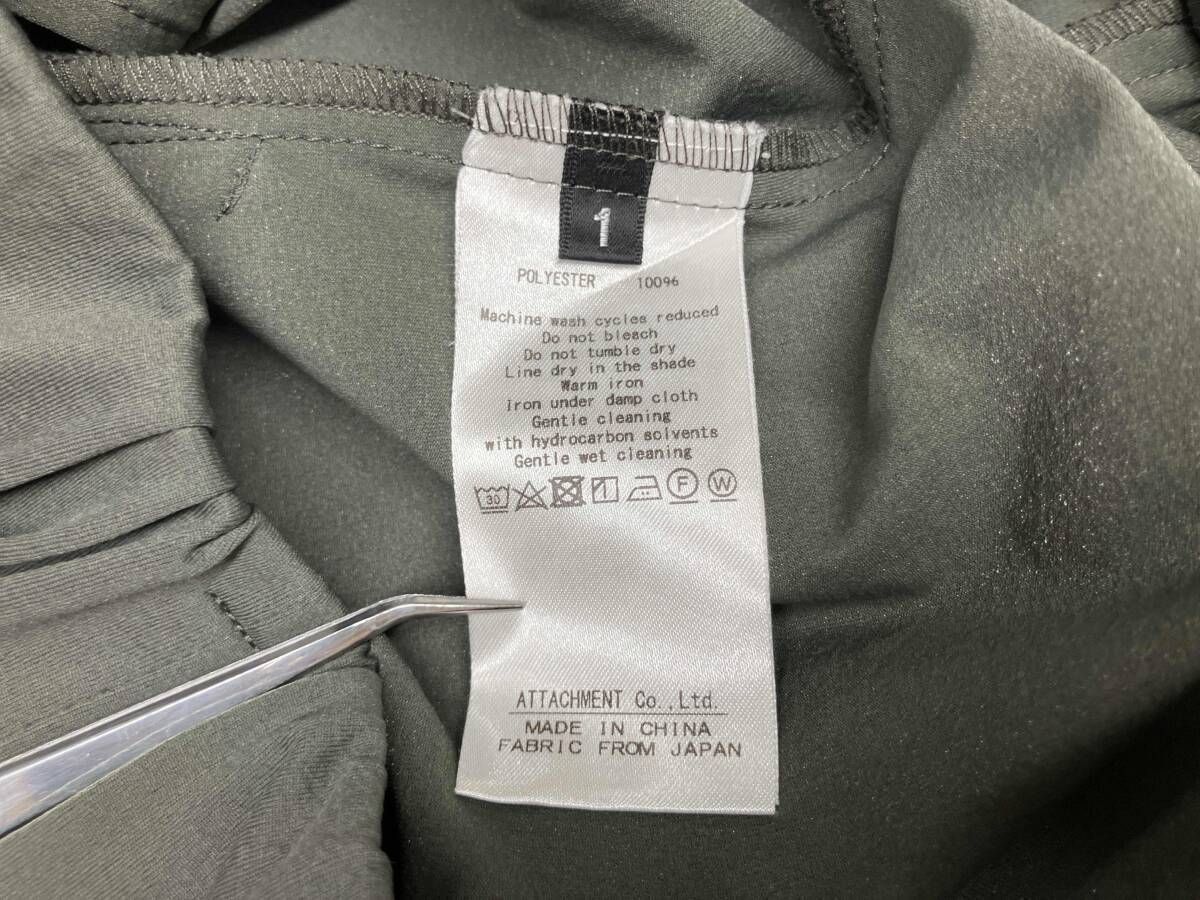 1
POLYESTER 10096
Machine wash cycles reduced
Do not bleach
Do not tumble dry
Line dry in the shade
Warm iron
iron under damp cloth
Gentle cleaning
with hydrocarbon solvents
Gentle wet cleaning
30 F W
ATTACHMENT Co.,Ltd.
MADE IN CHINA
FABRIC FROM JAPAN